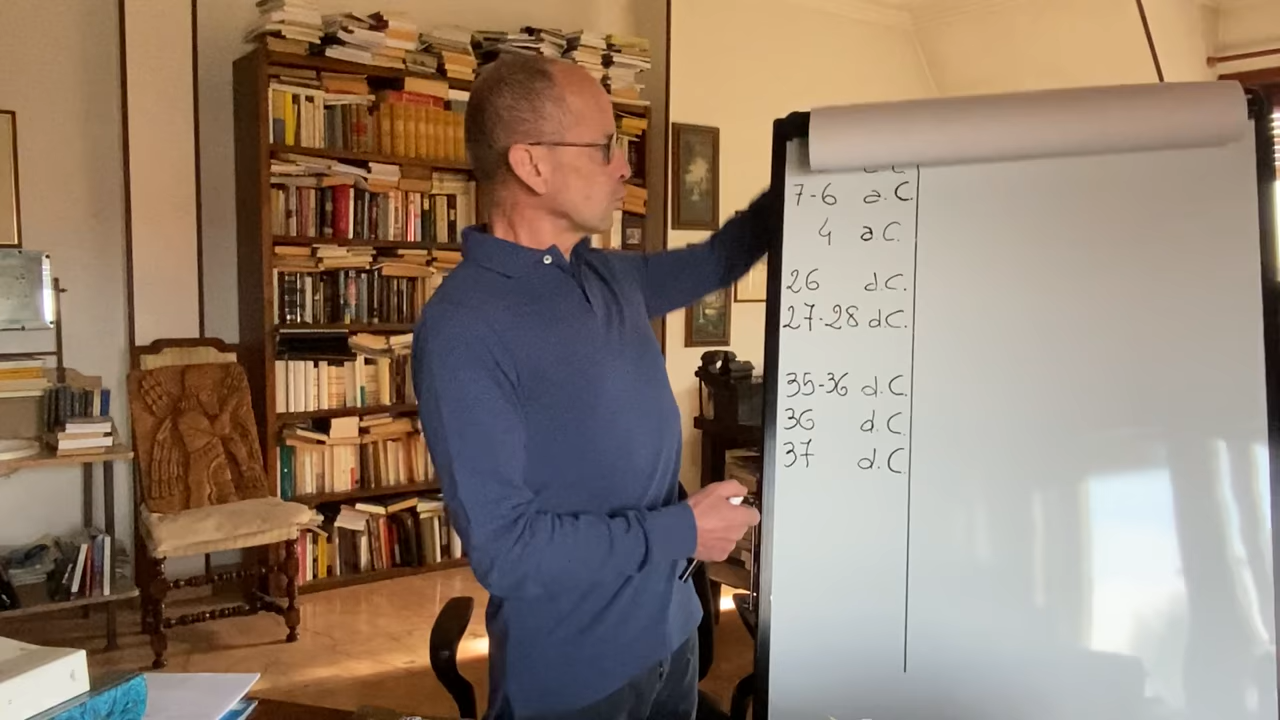 7-6 a.C.
4 a.C.
26 d.C.
27-28 d.C.
35-36 d.C.
36 d.C.
37 d.C.